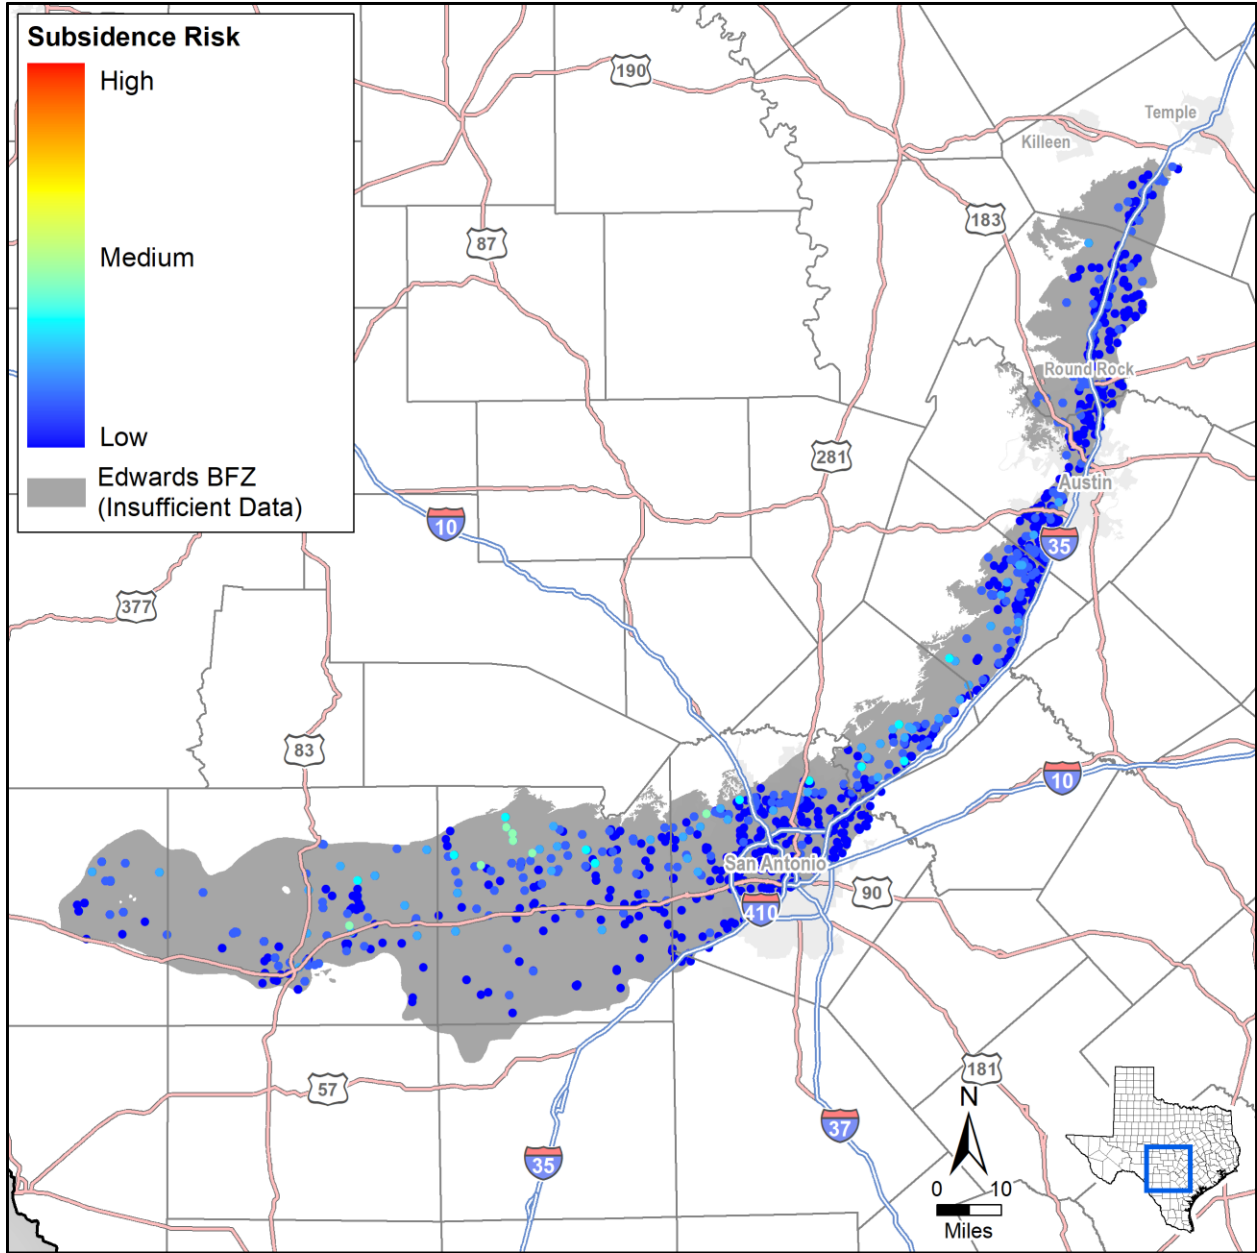 Subsidence Risk
High
Medium
Low
Edwards BFZ
(Insufficient Data)
190
Temple
Killeen
183
87
Round Rock
281
Austin
10
35
377
83
10
San Antonio
90
410
181
57
N
37
35
0 10
Miles